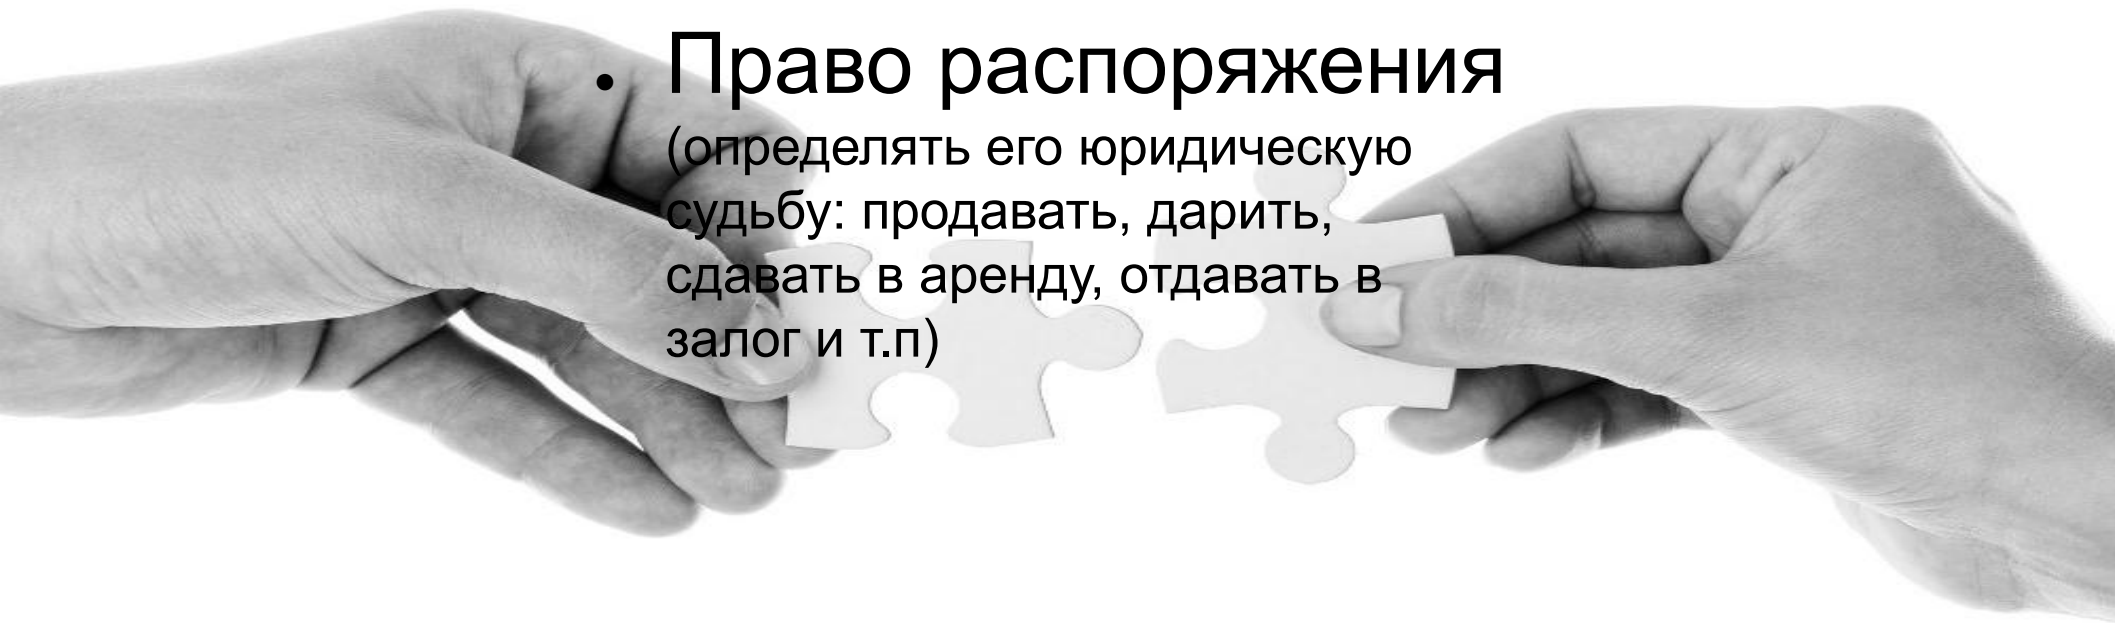 • Право распоряжения
(определять его юридическую
судьбу: продавать, дарить,
сдавать в аренду, отдавать в
залог и т.п)